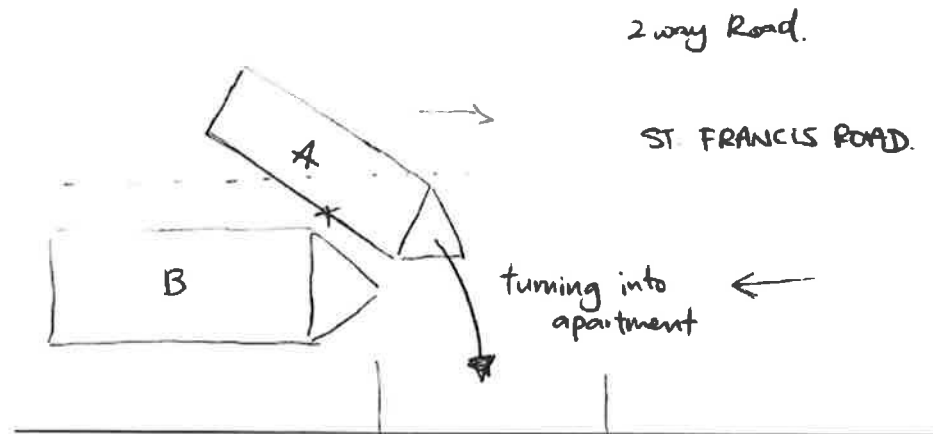 2 way Road.
ST. FRANCIS ROAD.
A
B
turning into
apartment